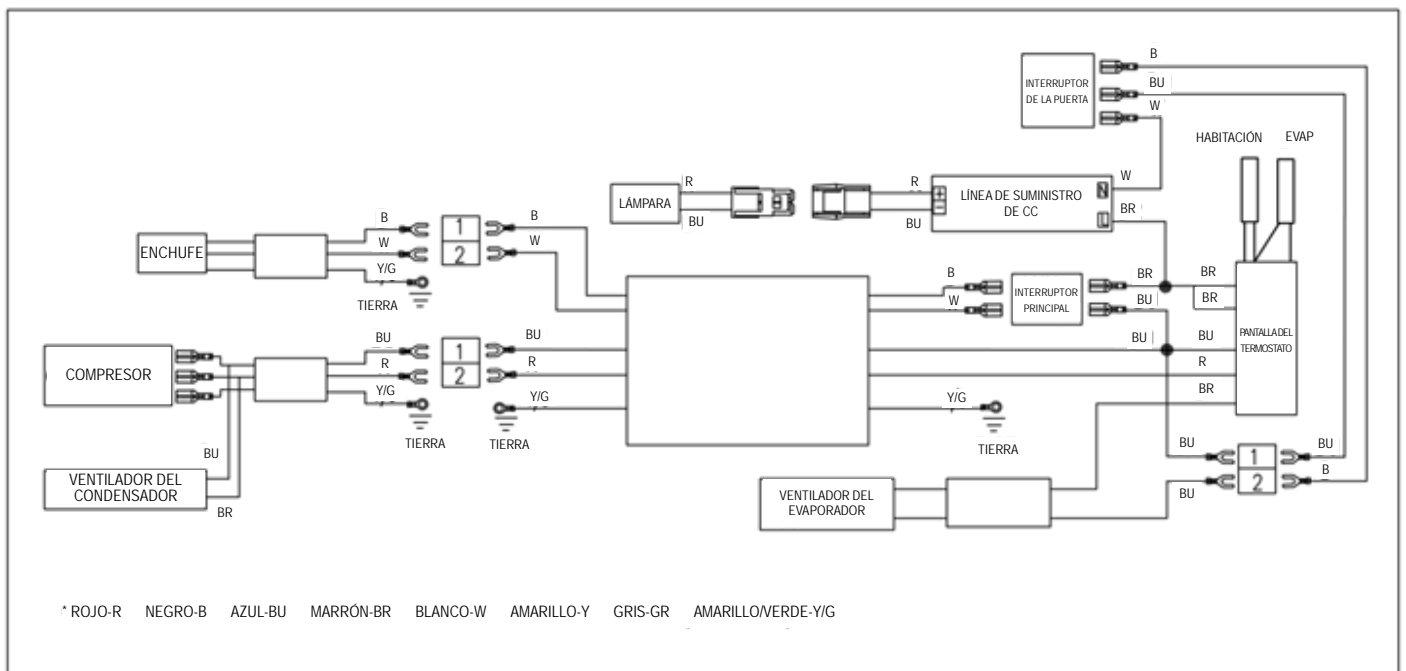 B
INTERRUPTOR
DE LA PUERTA
BU
W
HABITACIÓN
EVAP
LÁMPARA
R
BU
R
BU
+
-
LÍNEA DE SUMINISTRO
DE CC
N
L
W
BR
ENCHUFE
B
W
Y/G
TIERRA
1
2
B
W
B
W
INTERRUPTOR
PRINCIPAL
BR
BU
BR
BR
BU
BU
R
BR
PANTALLA DEL
TERMOSTATO
COMPRESOR
BU
R
Y/G
TIERRA
1
2
BU
R
Y/G
TIERRA
Y/G
TIERRA
BU
VENTILADOR DEL
CONDENSADOR
BR
VENTILADOR DEL
EVAPORADOR
BU
BU
1
2
BU
B
* ROJO-R NEGRO-B AZUL-BU MARRÓN-BR BLANCO-W AMARILLO-Y GRIS-GR AMARILLO/VERDE-Y/G